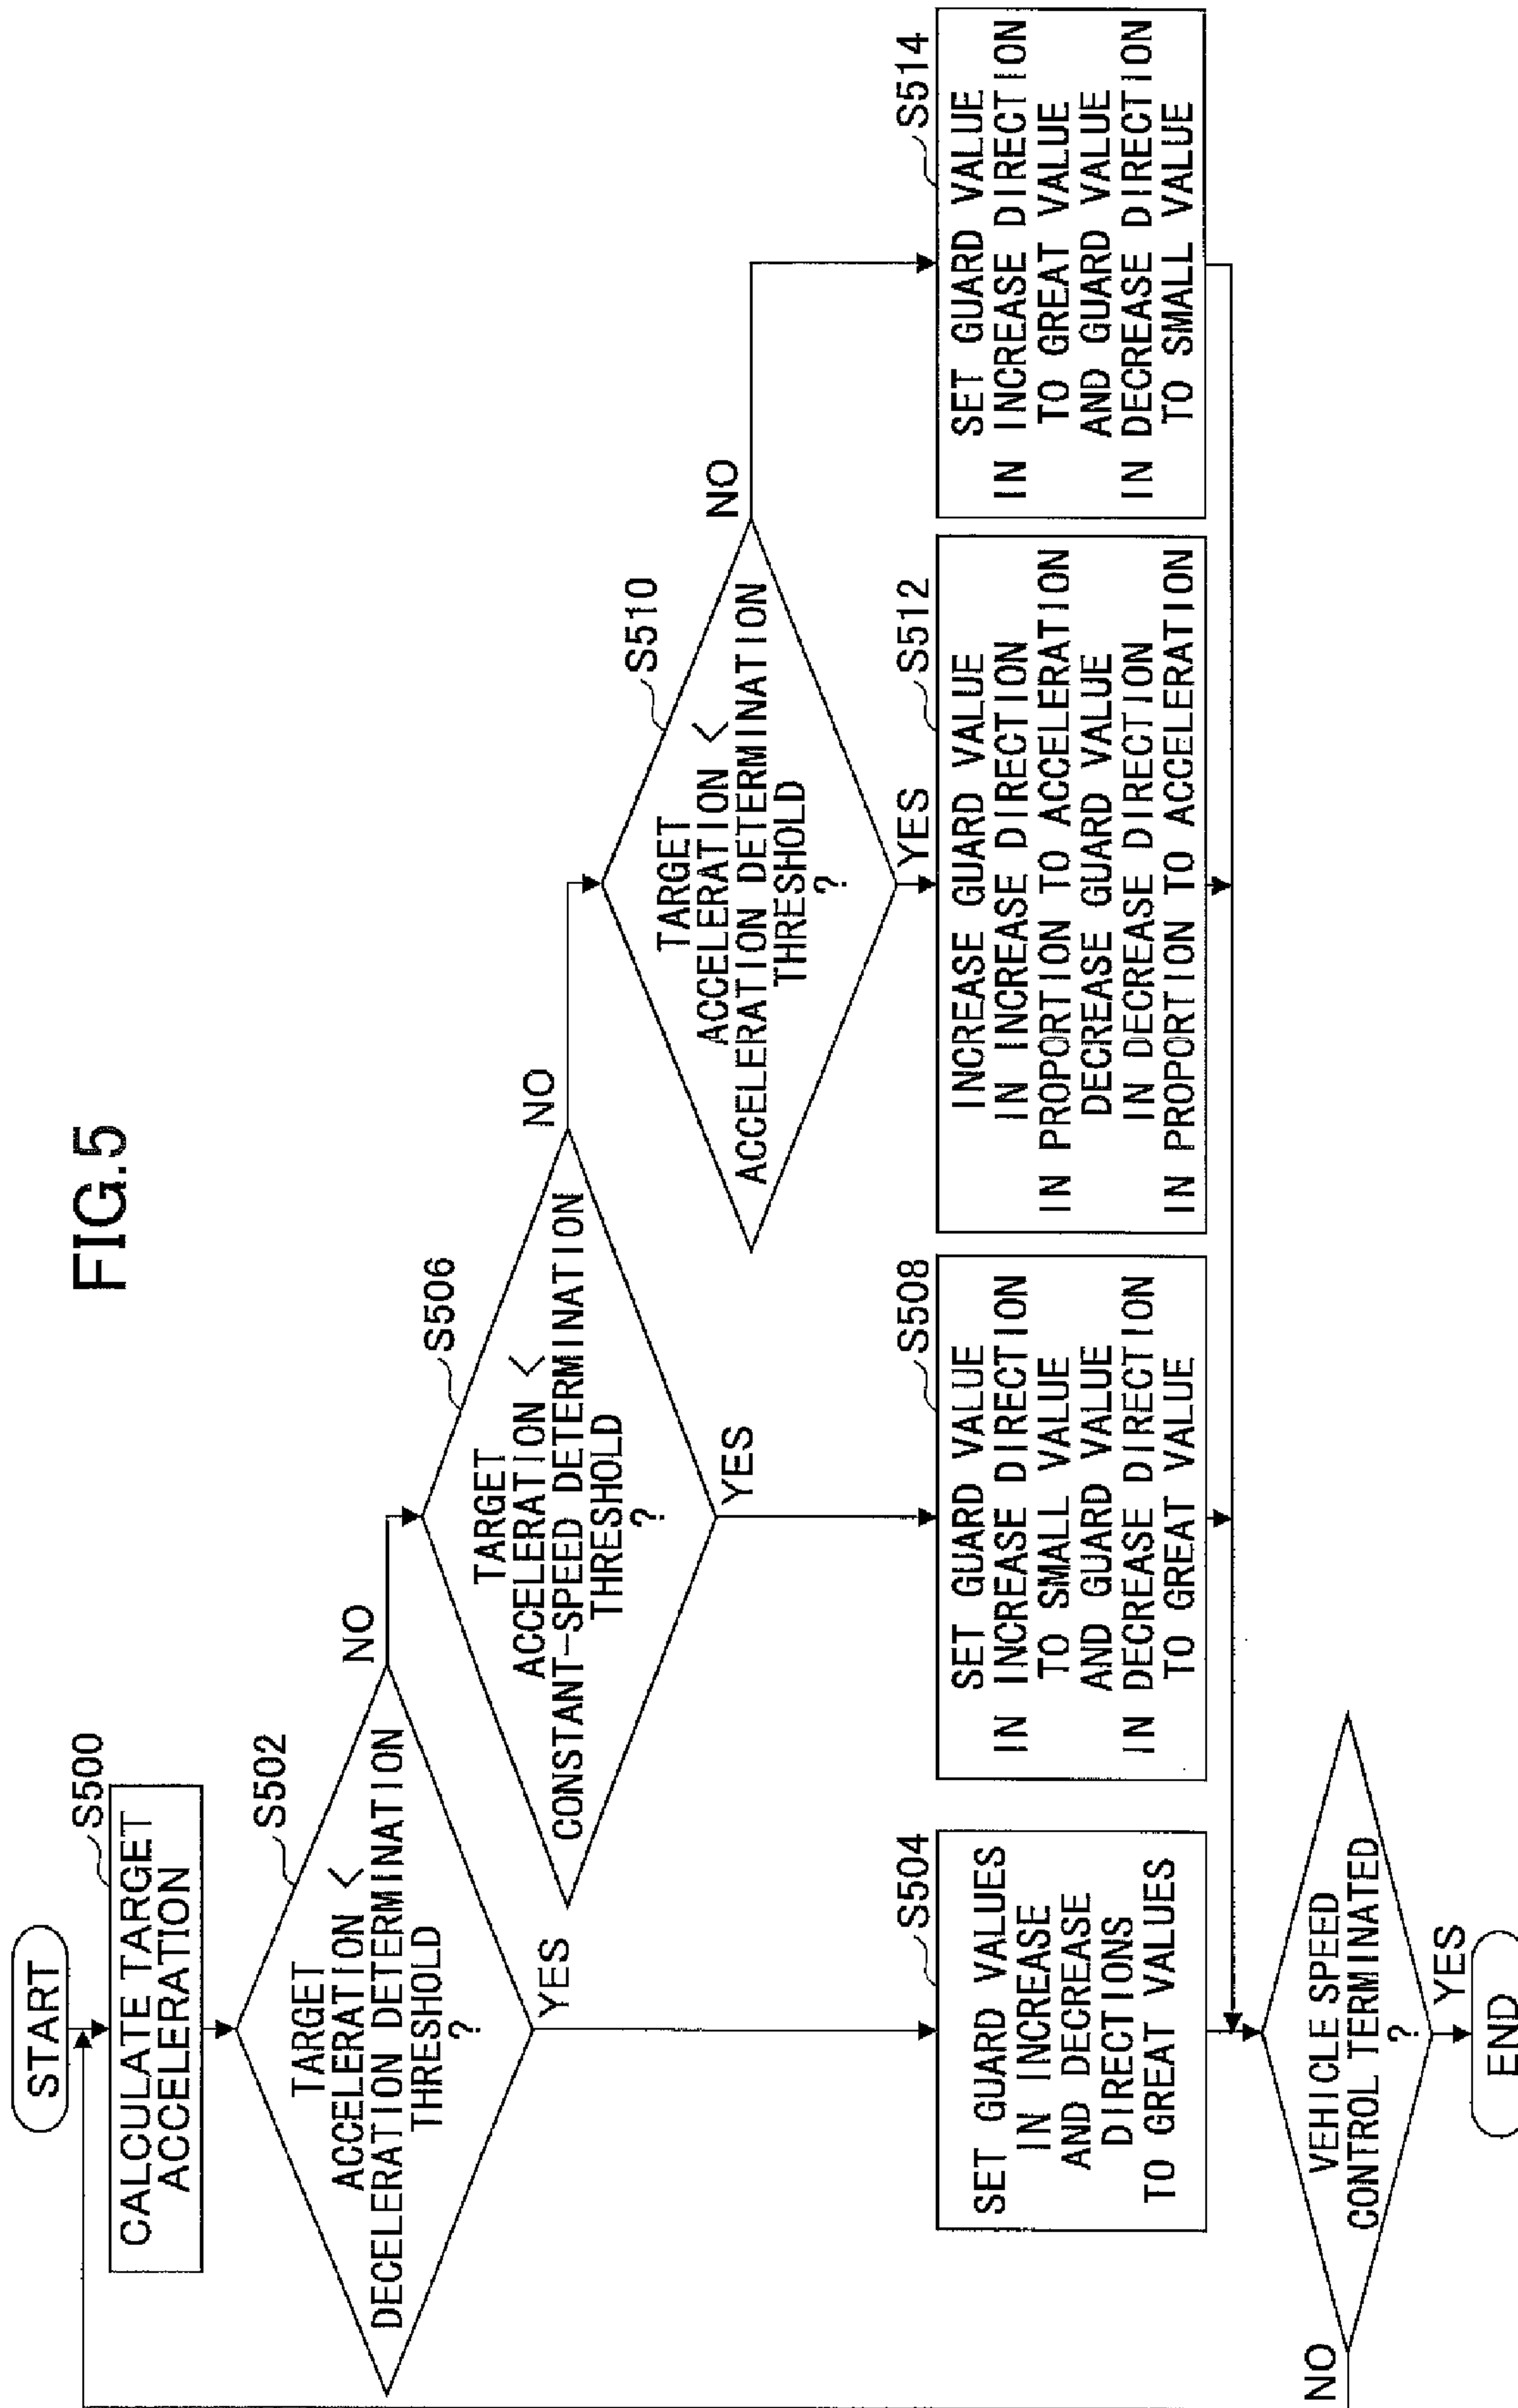 FIG.5
START
S500
CALCULATE TARGET
ACCELERATION
S502
TARGET
ACCELERATION <
DECELERATION DETERMINATION
THRESHOLD
?
NO
YES
S506
TARGET
ACCELERATION <
CONSTANT-SPEED DETERMINATION
THRESHOLD
?
NO
YES
S510
TARGET
ACCELERATION <
ACCELERATION DETERMINATION
THRESHOLD
?
NO
YES
S504
SET GUARD VALUES
IN INCREASE
AND DECREASE
DIRECTIONS
TO GREAT VALUES
S508
SET GUARD VALUE
IN INCREASE DIRECTION
TO SMALL VALUE
AND GUARD VALUE
IN DECREASE DIRECTION
TO GREAT VALUE
S512
INCREASE GUARD VALUE
IN INCREASE DIRECTION
IN PROPORTION TO ACCELERATION
DECREASE GUARD VALUE
IN DECREASE DIRECTION
IN PROPORTION TO ACCELERATION
S514
SET GUARD VALUE
IN INCREASE DIRECTION
TO GREAT VALUE
AND GUARD VALUE
IN DECREASE DIRECTION
TO SMALL VALUE
VEHICLE SPEED
CONTROL TERMINATED
?
NO
YES
END